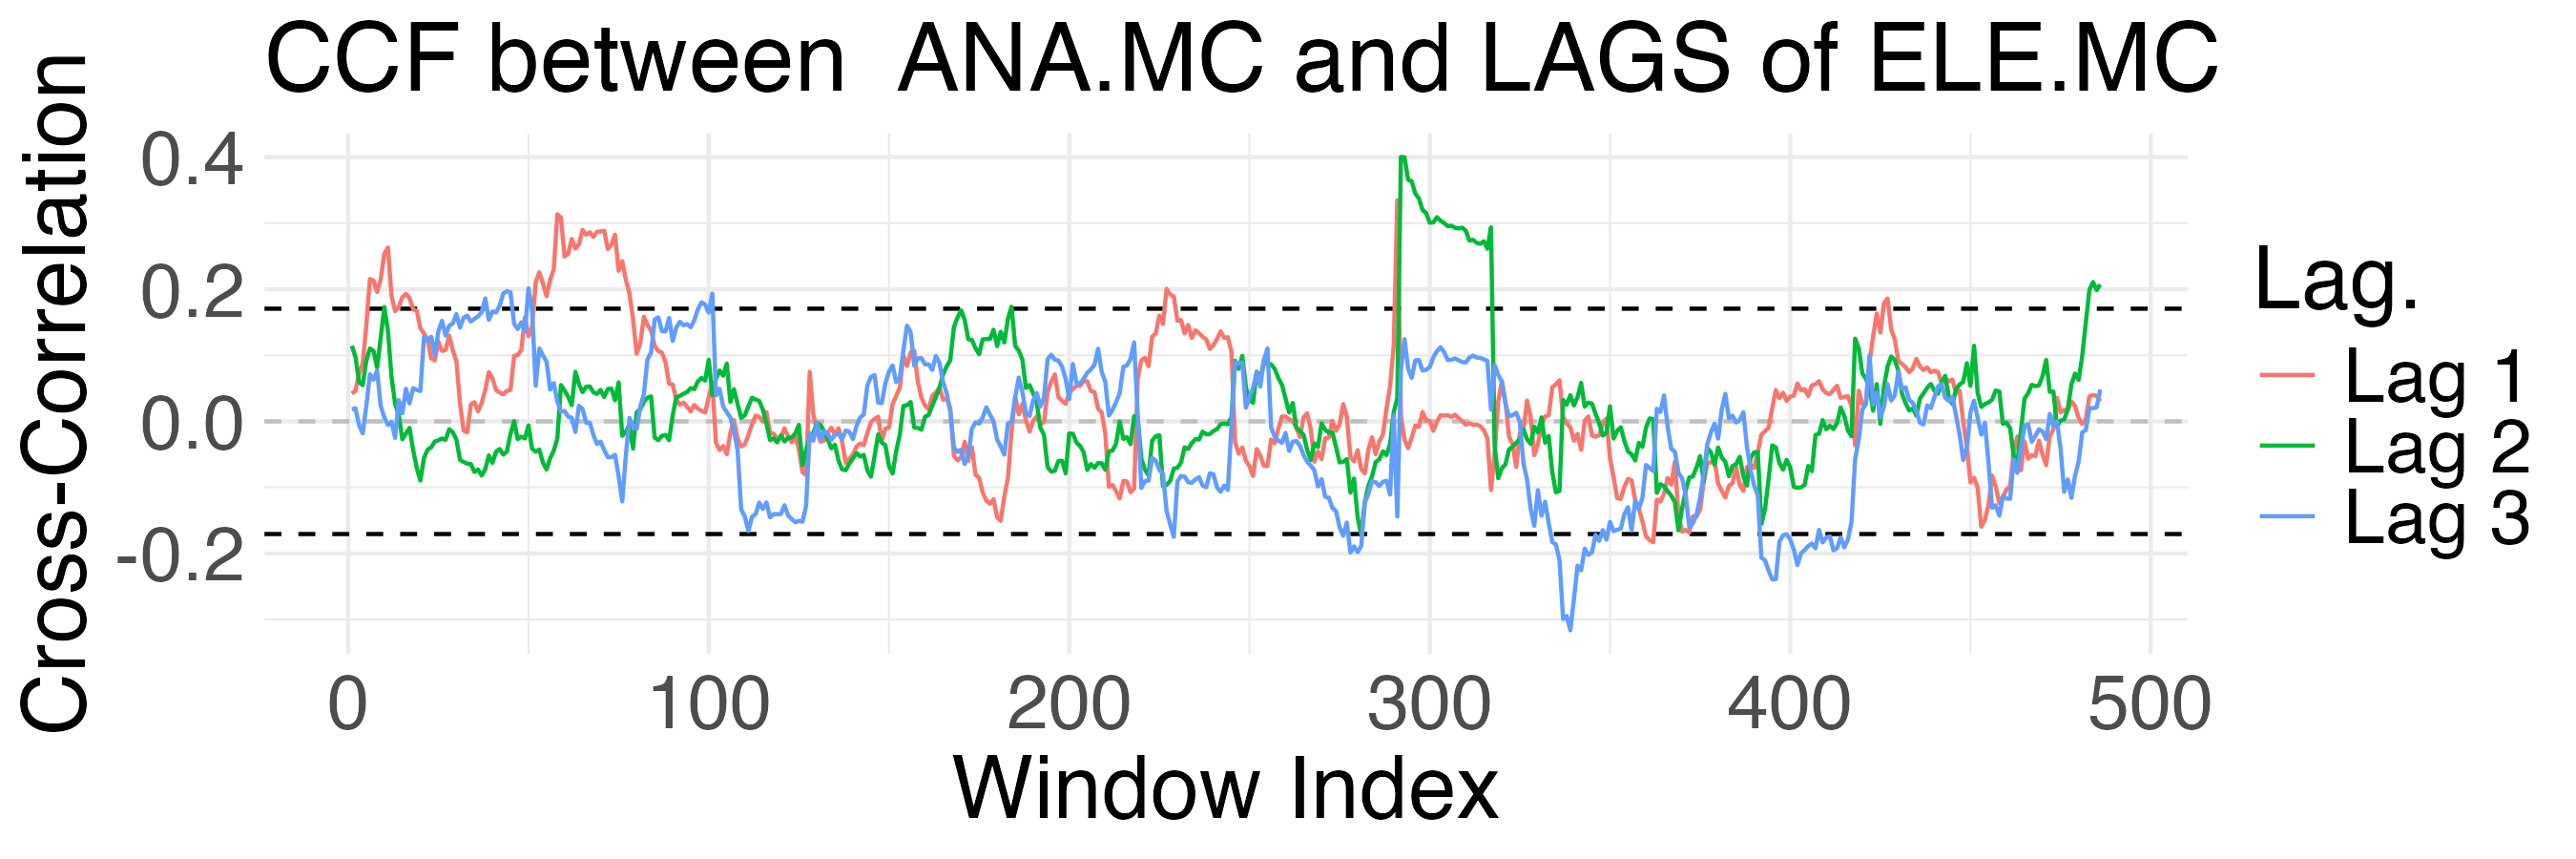 CCF between  ANA.MC and LAGS of ELE.MC
Cross-Correlation
0.4
0.2
0.0
-0.2
0
100
200
300
400
500
Window Index
Lag.
Lag 1
Lag 2
Lag 3